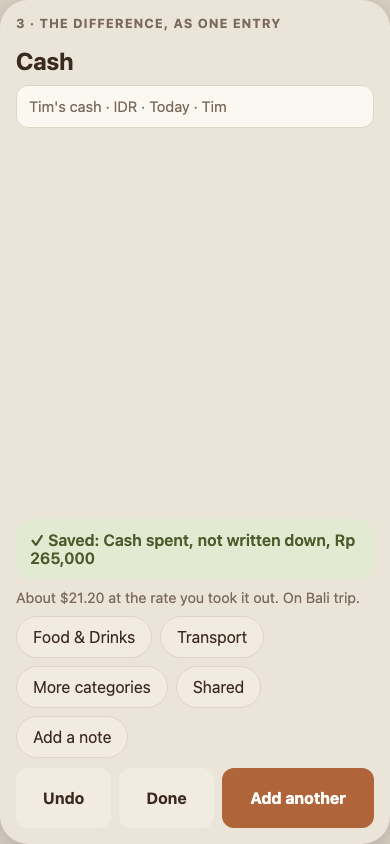 3 · THE DIFFERENCE, AS ONE ENTRY
Cash
Tim's cash · IDR · Today · Tim
✓ Saved: Cash spent, not written down, Rp
265,000
About $21.20 at the rate you took it out. On Bali trip.
Food & Drinks
Transport
More categories
Shared
Add a note
Undo
Done
Add another